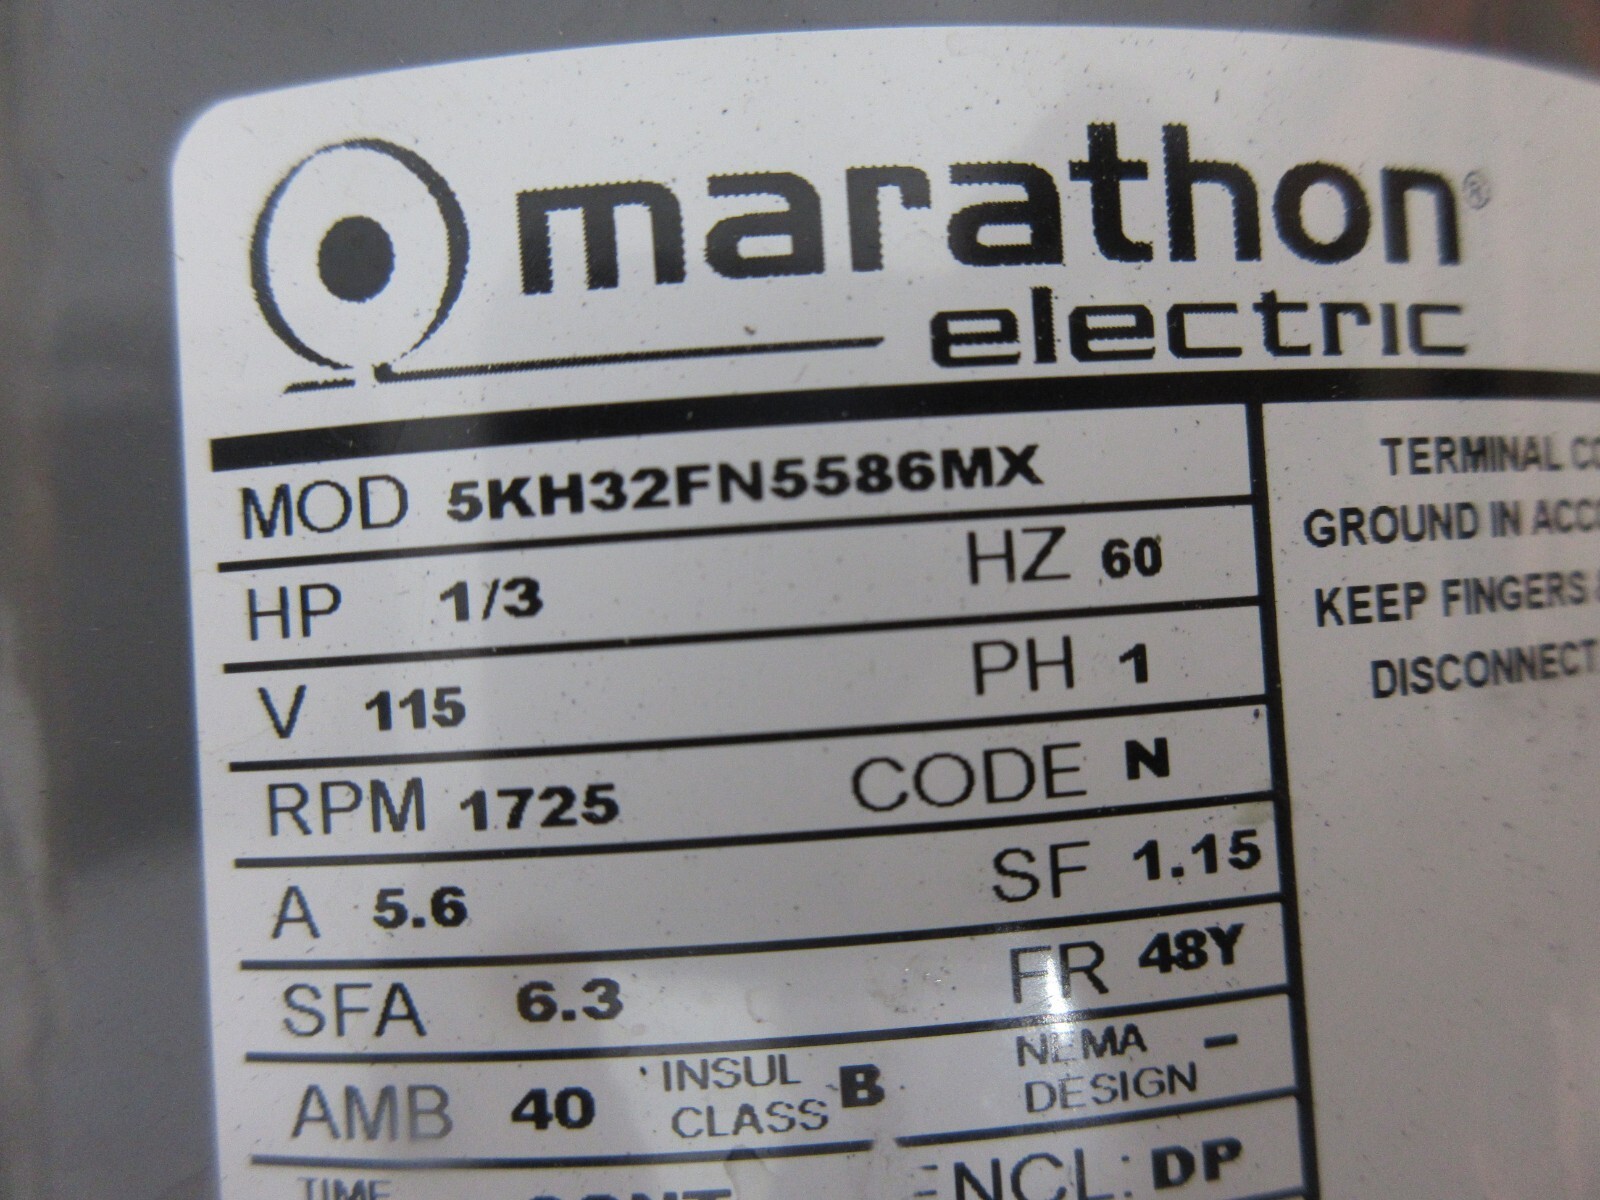 marathon®
electric
MOD 5KH32FN5586MX
HP 1/3 HZ 60
V 115 PH 1
RPM 1725 CODE N
A 5.6 SF 1.15
SFA 6.3 FR 48Y
AMB 40 INSUL CLASS B NEMA DESIGN -
TIME CONT ENCL: DP
TERMINAL
GROUND IN
KEEP FINGERS
DISCONNECT